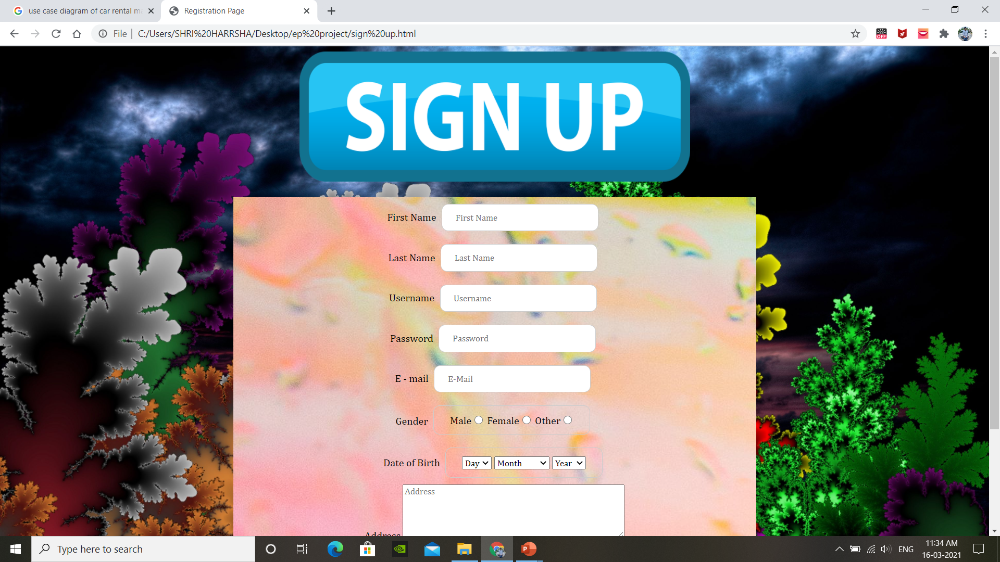 use case diagram of car rental ma
Registration Page
File
C:/Users/SHRI%20HARRSHA/Desktop/ep%20project/sign%20up.html
OFF
SIGN UP
First Name First Name
Last Name Last Name
Username Username
Password Password
E - mail E-Mail
Gender Male Female Other
Date of Birth Day Month Year
Address
Address
Type here to search
ENG
11:34 AM
16-03-2021